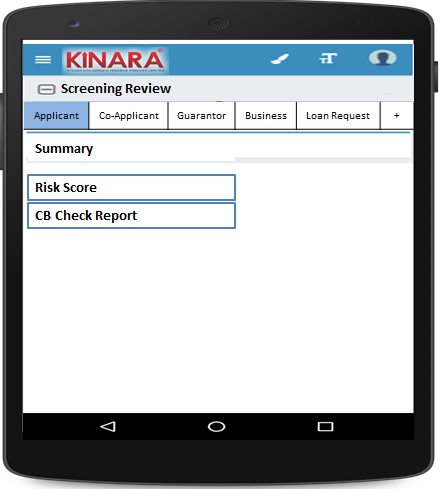 KINARA
Screening Review
Applicant Co-Applicant Guarantor Business Loan Request +
Summary
Risk Score
CB Check Report